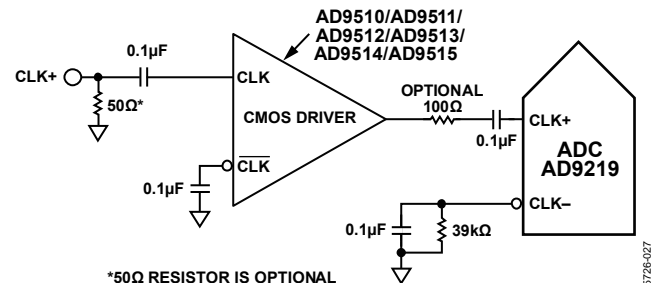 AD9510/AD9511/
AD9512/AD9513/
AD9514/AD9515
0.1µF
CLK+
50Ω*
CLK
CMOS DRIVER
OPTIONAL
100Ω
0.1µF
CLK+
ADC
AD9219
CLK
0.1µF
CLK–
0.1µF
39kΩ
*50Ω RESISTOR IS OPTIONAL
5726-027